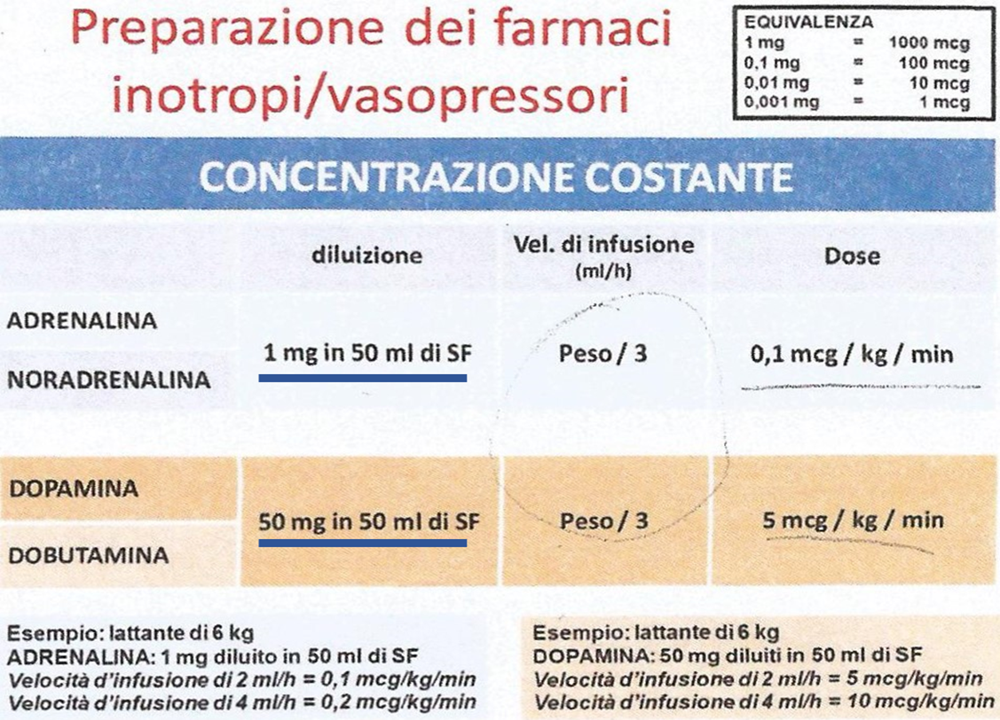 Preparazione dei farmaci
inotropi/vasopressori
EQUIVALENZA
1 mg = 1000 mcg
0,1 mg = 100 mcg
0,01 mg = 10 mcg
0,001 mg = 1 mcg
CONCENTRAZIONE COSTANTE
diluizione
Vel. di infusione
(ml/h)
Dose
ADRENALINA
NORADRENALINA
1 mg in 50 ml di SF
Peso / 3
0,1 mcg / kg / min
DOPAMINA
DOBUTAMINA
50 mg in 50 ml di SF
Peso / 3
5 mcg / kg / min
Esempio: lattante di 6 kg
ADRENALINA: 1 mg diluito in 50 ml di SF
Velocità d'infusione di 2 ml/h = 0,1 mcg/kg/min
Velocità d'infusione di 4 ml/h = 0,2 mcg/kg/min
Esempio: lattante di 6 kg
DOPAMINA: 50 mg diluiti in 50 ml di SF
Velocità d'infusione di 2 ml/h = 5 mcg/kg/min
Velocità d'infusione di 4 ml/h = 10 mcg/kg/min